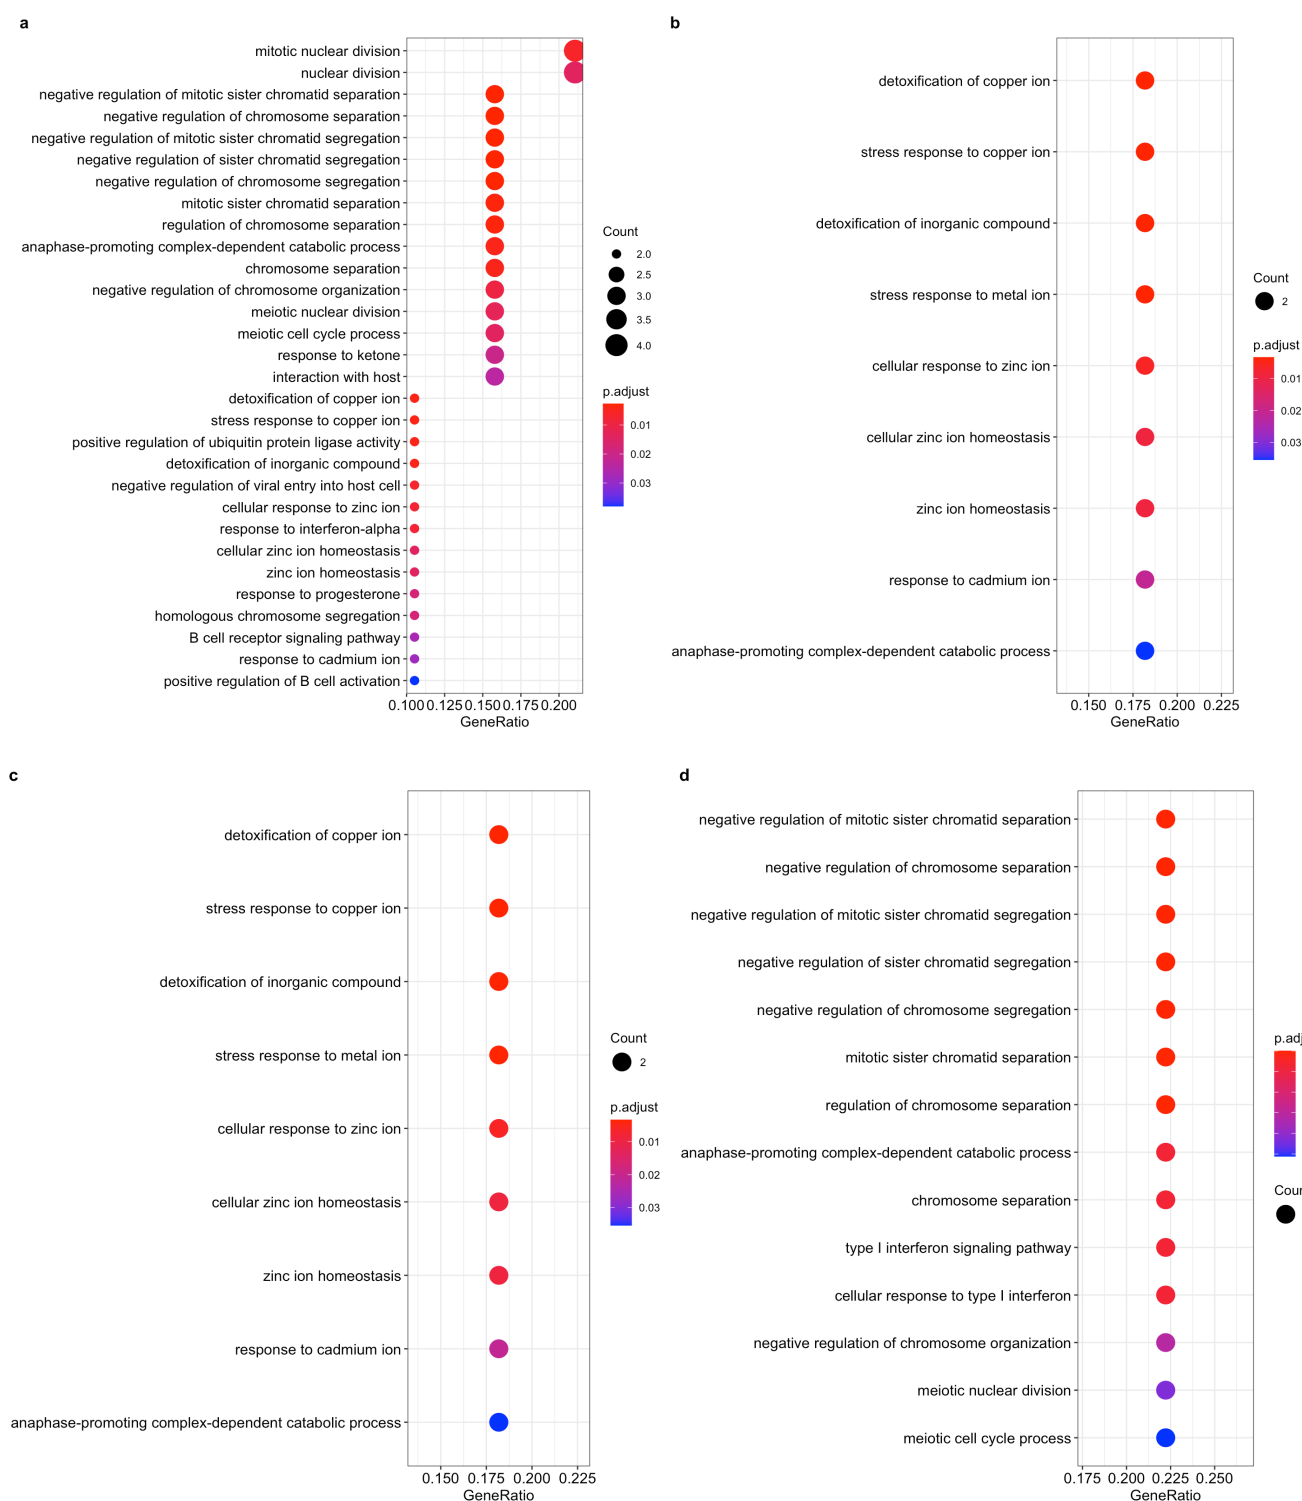 a
mitotic nuclear division
nuclear division
negative regulation of mitotic sister chromatid separation
negative regulation of chromosome separation
negative regulation of mitotic sister chromatid segregation
negative regulation of sister chromatid segregation
negative regulation of chromosome segregation
mitotic sister chromatid separation
regulation of chromosome separation
anaphase-promoting complex-dependent catabolic process
chromosome separation
negative regulation of chromosome organization
meiotic nuclear division
meiotic cell cycle process
response to ketone
interaction with host
detoxification of copper ion
stress response to copper ion
positive regulation of ubiquitin protein ligase activity
detoxification of inorganic compound
negative regulation of viral entry into host cell
cellular response to zinc ion
response to interferon-alpha
cellular zinc ion homeostasis
zinc ion homeostasis
response to progesterone
homologous chromosome segregation
B cell receptor signaling pathway
response to cadmium ion
positive regulation of B cell activation
0.100 0.125 0.150 0.175 0.200
GeneRatio
Count
2.0
2.5
3.0
3.5
4.0
p.adjust
0.01
0.02
0.03
b
detoxification of copper ion
stress response to copper ion
detoxification of inorganic compound
stress response to metal ion
cellular response to zinc ion
cellular zinc ion homeostasis
zinc ion homeostasis
response to cadmium ion
anaphase-promoting complex-dependent catabolic process
0.150 0.175 0.200 0.225
GeneRatio
Count
2
p.adjust
0.01
0.02
0.03
c
detoxification of copper ion
stress response to copper ion
detoxification of inorganic compound
stress response to metal ion
cellular response to zinc ion
cellular zinc ion homeostasis
zinc ion homeostasis
response to cadmium ion
anaphase-promoting complex-dependent catabolic process
0.150 0.175 0.200 0.225
GeneRatio
Count
2
p.adjust
0.01
0.02
0.03
d
negative regulation of mitotic sister chromatid separation
negative regulation of chromosome separation
negative regulation of mitotic sister chromatid segregation
negative regulation of sister chromatid segregation
negative regulation of chromosome segregation
mitotic sister chromatid separation
regulation of chromosome separation
anaphase-promoting complex-dependent catabolic process
chromosome separation
type I interferon signaling pathway
cellular response to type I interferon
negative regulation of chromosome organization
meiotic nuclear division
meiotic cell cycle process
0.175 0.200 0.225 0.250
GeneRatio